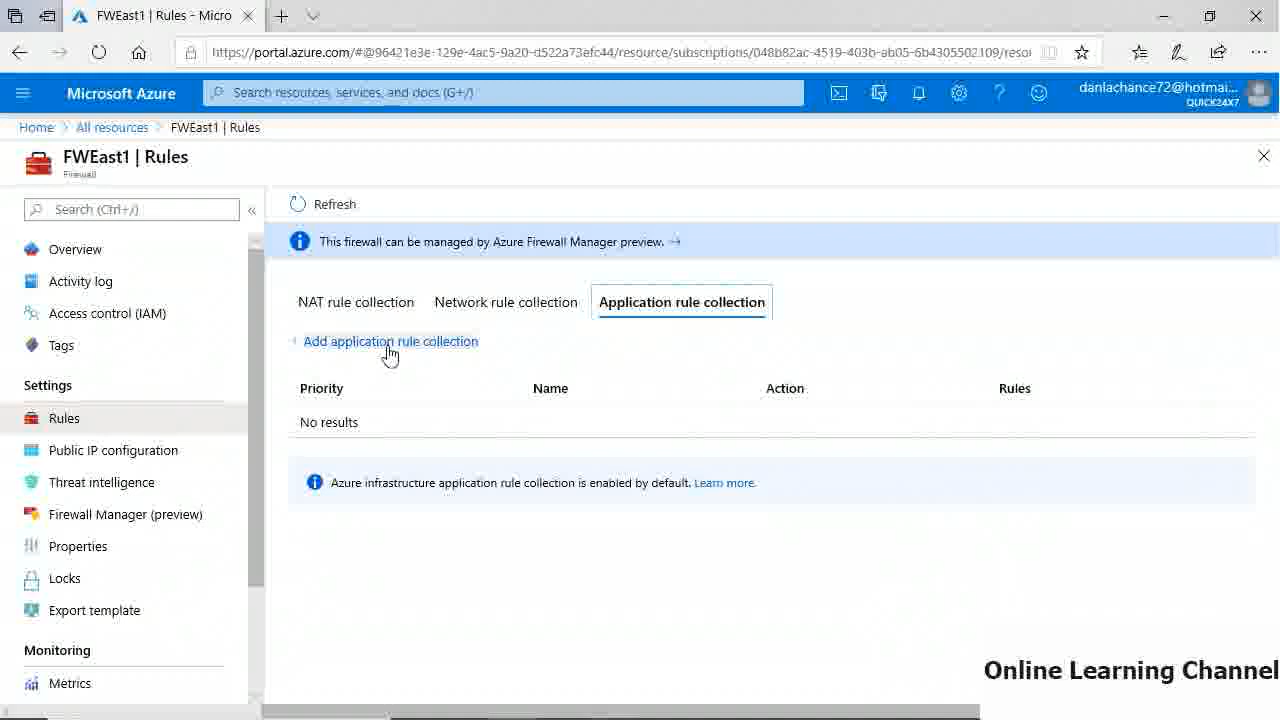 FWEast1 | Rules - Micro
https://portal.azure.com/#@96421e3e-129e-4ac5-9a20-d522a73efc44/resource/subscriptions/048b82ac-4519-403b-ab05-6b4305502109/resou
Microsoft Azure
Search resources, services, and docs (G+/)
danlachance72@hotmai...
QUICK24X7
Home > All resources > FWEast1 | Rules
FWEast1 | Rules
Firewall
Search (Ctrl+/)
«
Refresh
Overview
This firewall can be managed by Azure Firewall Manager preview. →
Activity log
Access control (IAM)
Tags
NAT rule collection
Network rule collection
Application rule collection
+ Add application rule collection
Settings
Priority
Name
Action
Rules
No results
Rules
Public IP configuration
Threat intelligence
Azure infrastructure application rule collection is enabled by default. Learn more.
Firewall Manager (preview)
Properties
Locks
Export template
Monitoring
Metrics
Online Learning Channel